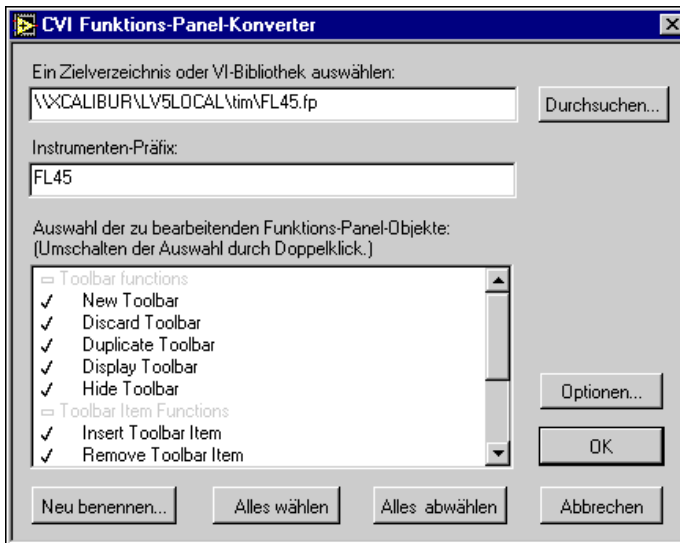 CVI Funktions-Panel-Konverter
Ein Zielverzeichnis oder VI-Bibliothek auswählen:
\\XCALIBUR\LV5LOCAL\tim\FL45.fp
Durchsuchen...
Instrumenten-Präfix:
FL45
Auswahl der zu bearbeitenden Funktions-Panel-Objekte:
(Umschalten der Auswahl durch Doppelklick.)
Toolbar functions
New Toolbar
Discard Toolbar
Duplicate Toolbar
Display Toolbar
Hide Toolbar
Toolbar Item Functions
Insert Toolbar Item
Remove Toolbar Item
Optionen...
OK
Neu benennen...
Alles wählen
Alles abwählen
Abbrechen